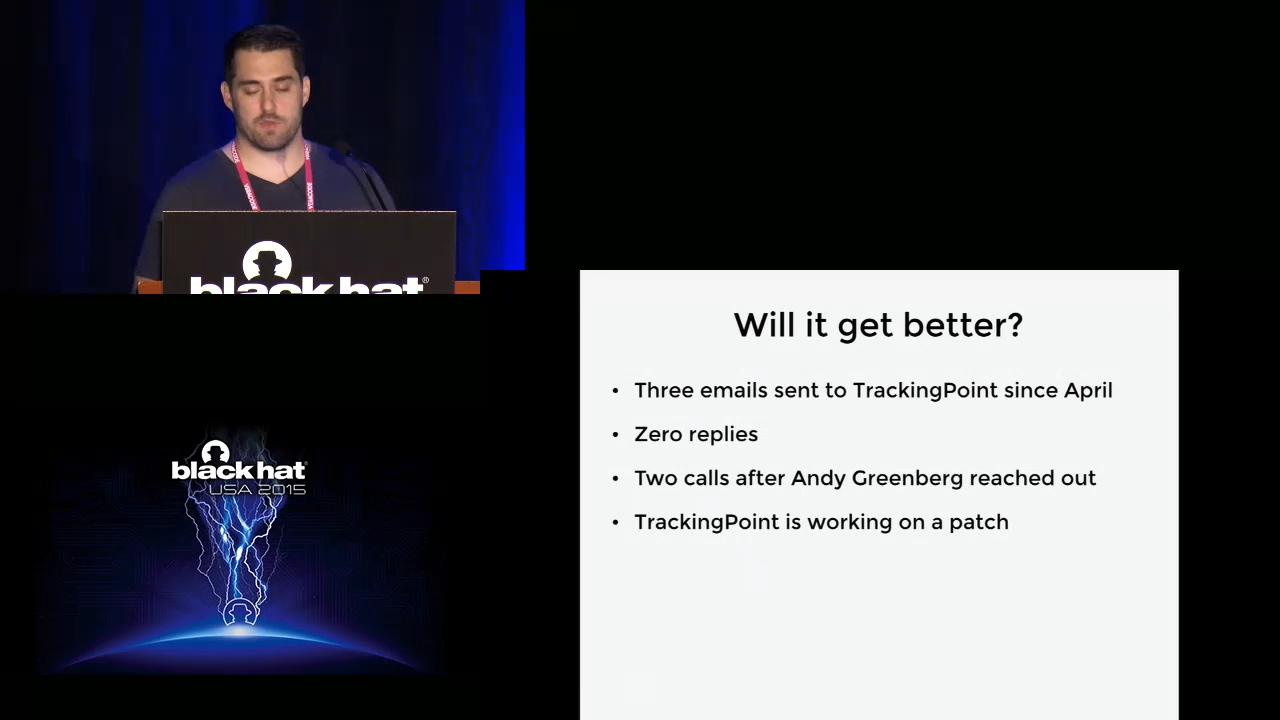 black hat®
black hat®
USA 2015
Will it get better?
• Three emails sent to TrackingPoint since April
• Zero replies
• Two calls after Andy Greenberg reached out
• TrackingPoint is working on a patch